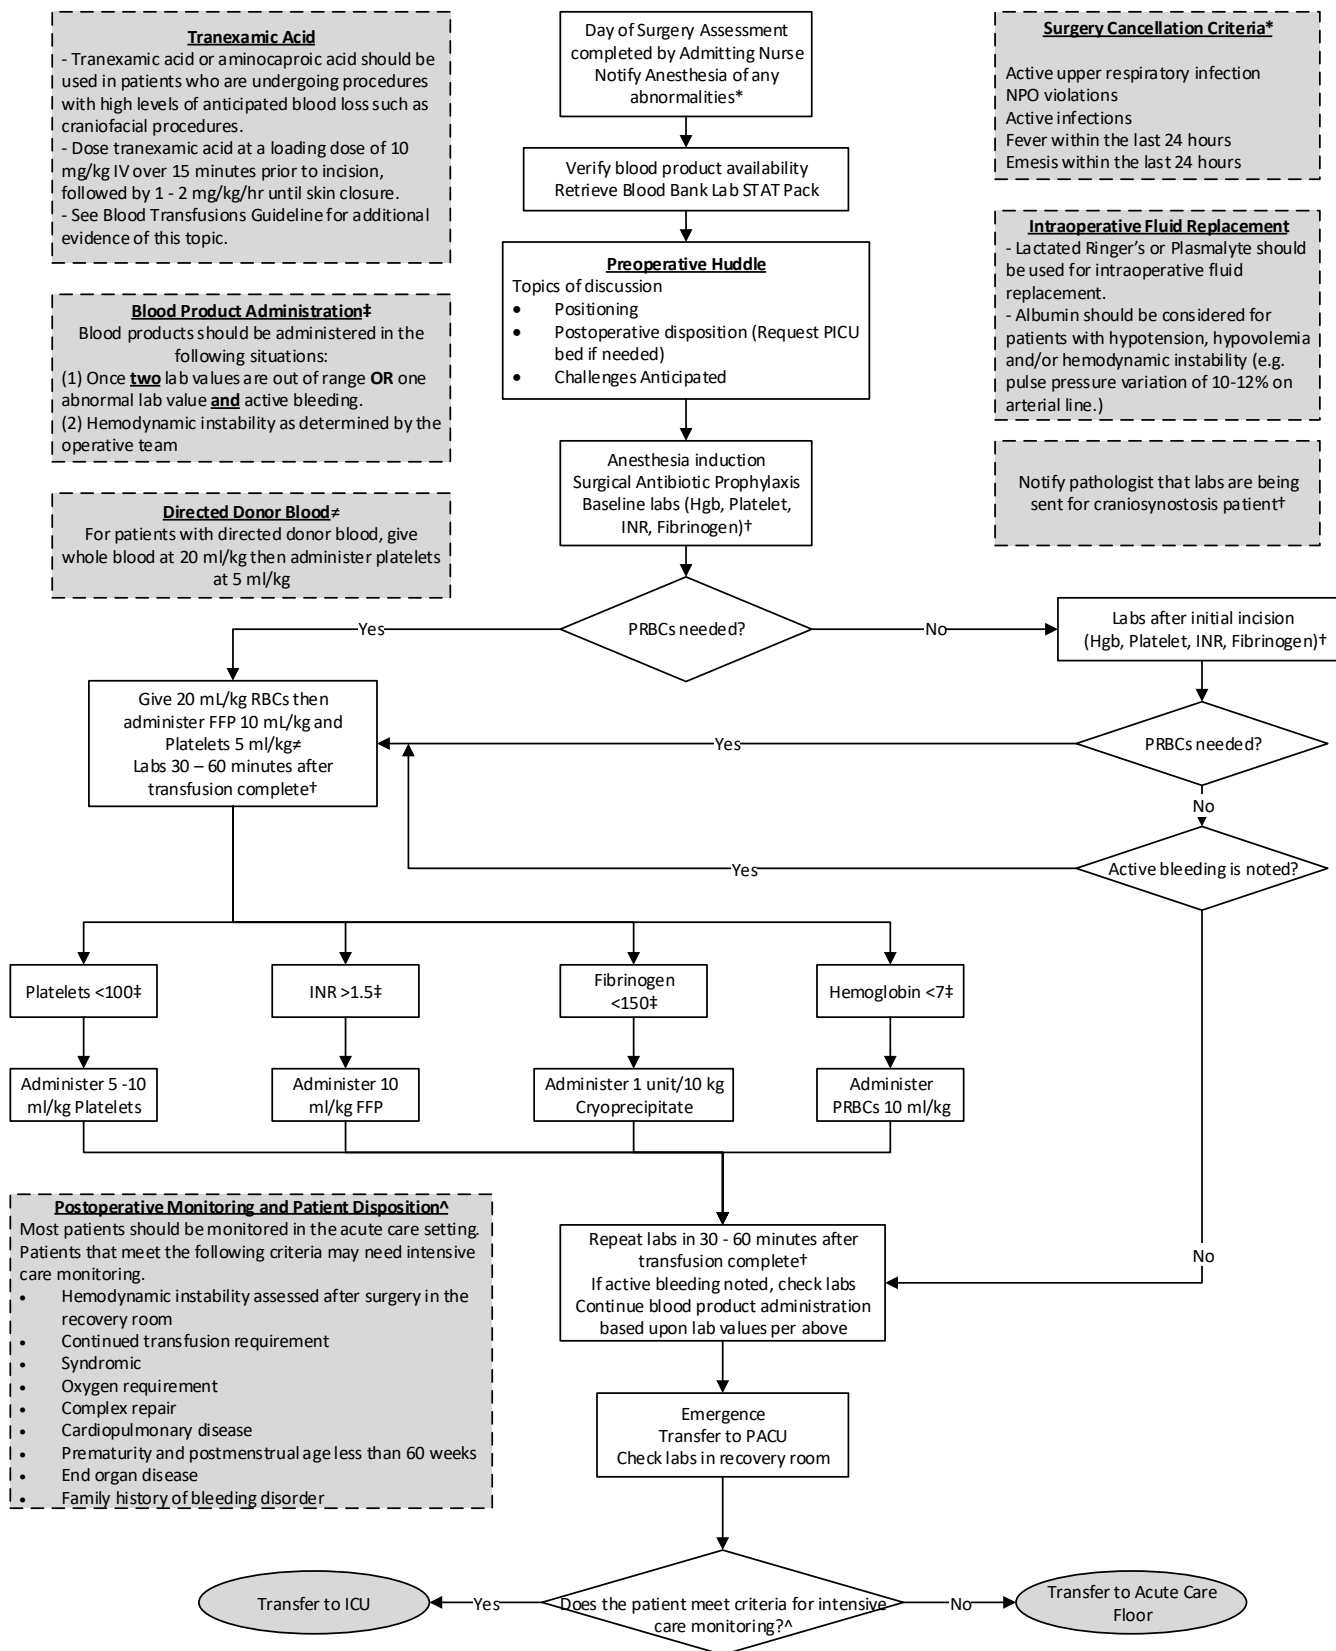 Tranexamic Acid
- Tranexamic acid or aminocaproic acid should be
used in patients who are undergoing procedures
with high levels of anticipated blood loss such as
craniofacial procedures.
- Dose tranexamic acid at a loading dose of 10
mg/kg IV over 15 minutes prior to incision,
followed by 1 - 2 mg/kg/hr until skin closure.
- See Blood Transfusions Guideline for additional
evidence of this topic.
Day of Surgery Assessment
completed by Admitting Nurse
Notify Anesthesia of any
abnormalities*
Surgery Cancellation Criteria*
Active upper respiratory infection
NPO violations
Active infections
Fever within the last 24 hours
Emesis within the last 24 hours
Verify blood product availability
Retrieve Blood Bank Lab STAT Pack
Intraoperative Fluid Replacement
- Lactated Ringer's or Plasmalyte should
be used for intraoperative fluid
replacement.
- Albumin should be considered for
patients with hypotension, hypovolemia
and/or hemodynamic instability (e.g.
pulse pressure variation of 10-12% on
arterial line.)
Preoperative Huddle
Topics of discussion
• Positioning
• Postoperative disposition (Request PICU
bed if needed)
• Challenges Anticipated
Blood Product Administration‡
Blood products should be administered in the
following situations:
(1) Once two lab values are out of range OR one
abnormal lab value and active bleeding.
(2) Hemodynamic instability as determined by the
operative team
Anesthesia induction
Surgical Antibiotic Prophylaxis
Baseline labs (Hgb, Platelet,
INR, Fibrinogen)†
Notify pathologist that labs are being
sent for craniosynostosis patient†
Directed Donor Blood≠
For patients with directed donor blood, give
whole blood at 20 ml/kg then administer platelets
at 5 ml/kg
Yes
PRBCs needed?
No
Labs after initial incision
(Hgb, Platelet, INR, Fibrinogen)†
Give 20 mL/kg RBCs then
administer FFP 10 mL/kg and
Platelets 5 ml/kg≠
Labs 30 – 60 minutes after
transfusion complete†
Yes
PRBCs needed?
No
Yes
Active bleeding is noted?
Platelets <100‡
INR >1.5‡
Fibrinogen
<150‡
Hemoglobin <7‡
Administer 5 -10
ml/kg Platelets
Administer 10
ml/kg FFP
Administer 1 unit/10 kg
Cryoprecipitate
Administer
PRBCs 10 ml/kg
No
Postoperative Monitoring and Patient Disposition^
Most patients should be monitored in the acute care setting.
Patients that meet the following criteria may need intensive
care monitoring.
• Hemodynamic instability assessed after surgery in the
recovery room
• Continued transfusion requirement
• Syndromic
• Oxygen requirement
• Complex repair
• Cardiopulmonary disease
• Prematurity and postmenstrual age less than 60 weeks
• End organ disease
• Family history of bleeding disorder
Repeat labs in 30 - 60 minutes after
transfusion complete†
If active bleeding noted, check labs
Continue blood product administration
based upon lab values per above
Emergence
Transfer to PACU
Check labs in recovery room
Transfer to ICU
Yes
Does the patient meet criteria for intensive
care monitoring?^
No
Transfer to Acute Care
Floor